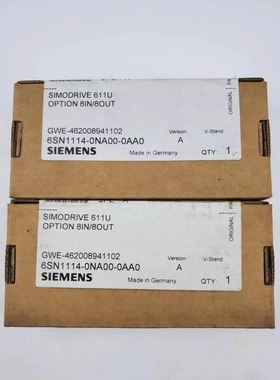 SIMODRIVE 611U
OPTION 8IN/8OUT
GWE-462008941102
Version
V-Stand
6SN1114-0NA00-0AA0
A
SIEMENS
Made in Germany
QTY. 1
ORIGINAL
SIMODRIVE 611U
OPTION 8IN/8OUT
GWE-462008941102
Version
V-Stand
6SN1114-0NA00-0AA0
A
SIEMENS
Made in Germany
QTY. 1
ORIGINAL